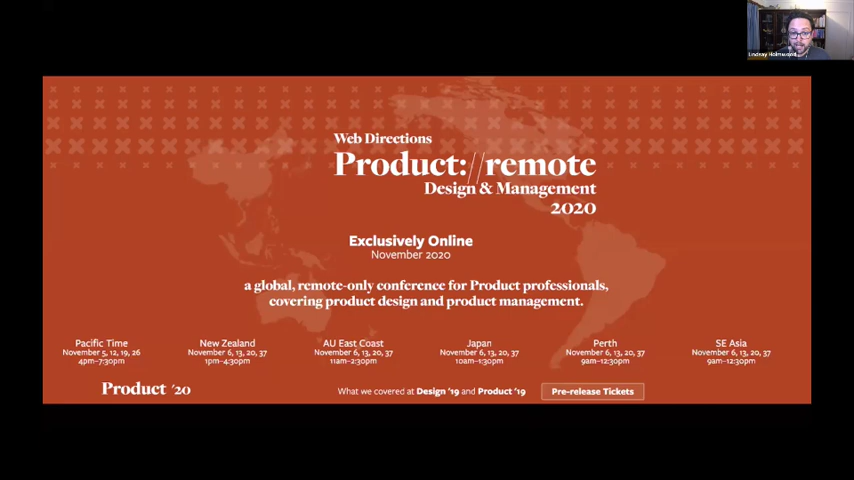 Lindsay Holmwood
Web Directions
Product://remote
Design & Management
2020
Exclusively Online
November 2020
a global, remote-only conference for Product professionals,
covering product design and product management.
Pacific Time
November 5, 12, 19, 26
4pm–7:30pm
New Zealand
November 6, 13, 20, 37
1pm–4:30pm
AU East Coast
November 6, 13, 20, 37
11am–2:30pm
Japan
November 6, 13, 20, 37
10am–1:30pm
Perth
November 6, 13, 20, 37
9am–12:30pm
SE Asia
November 6, 13, 20, 37
9am–12:30pm
Product '20
What we covered at Design '19 and Product '19
Pre-release Tickets